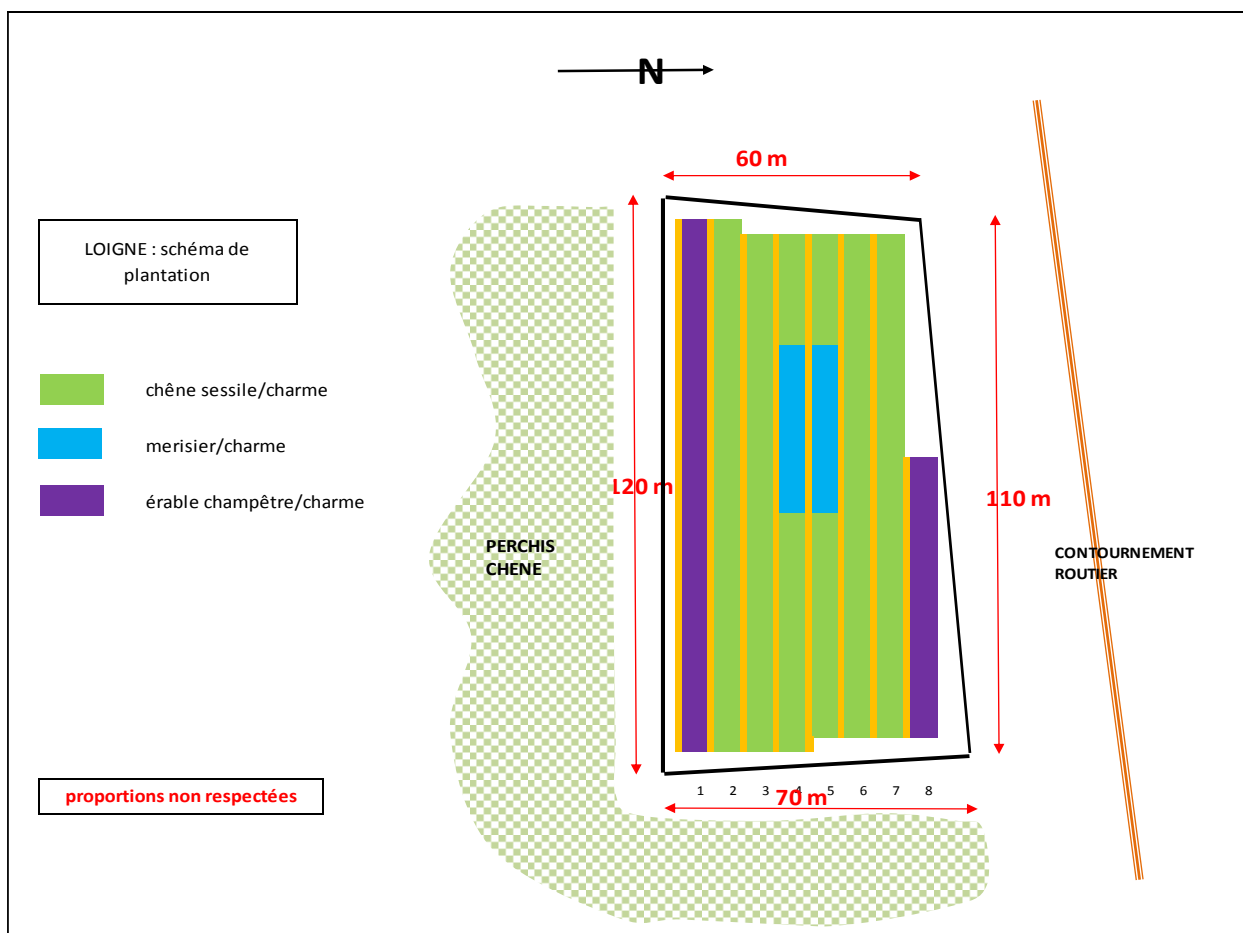 N
60 m
LOIGNE : schéma de
plantation
chêne sessile/charme
merisier/charme
érable champêtre/charme
120 m
110 m
PERCHIS
CHENE
CONTOURNEMENT
ROUTIER
proportions non respectées
1 2 3 4 5 6 7 8
70 m